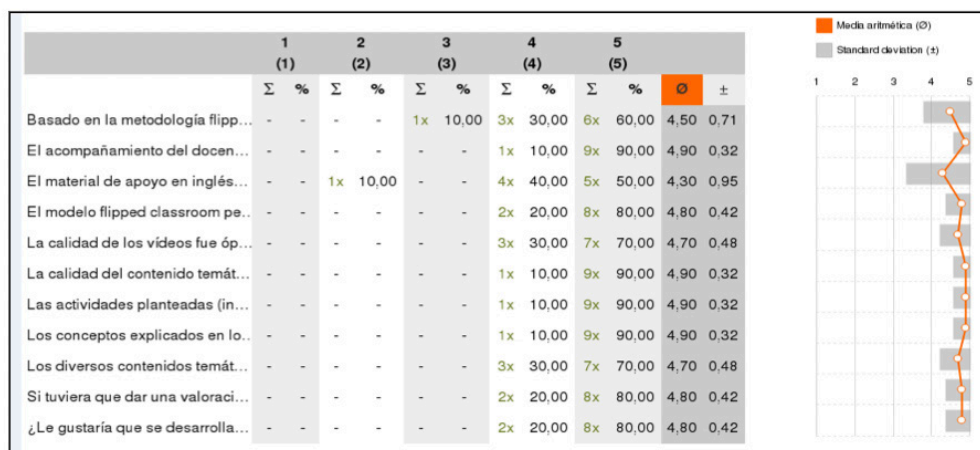 Media aritmética (Ø)
Standard deviation (±)
1 2 3 4 5
(1) (2) (3) (4) (5)
Σ % Σ % Σ % Σ % Σ % Ø ±
1 2 3 4 5
Basado en la metodología flipp... - - - - 1x 10,00 3x 30,00 6x 60,00 4,50 0,71
El acompañamiento del docen... - - - - - - 1x 10,00 9x 90,00 4,90 0,32
El material de apoyo en inglés... - - 1x 10,00 - - 4x 40,00 5x 50,00 4,30 0,95
El modelo flipped classroom pe... - - - - - - 2x 20,00 8x 80,00 4,80 0,42
La calidad de los vídeos fue óp... - - - - - - 3x 30,00 7x 70,00 4,70 0,48
La calidad del contenido temát... - - - - - - 1x 10,00 9x 90,00 4,90 0,32
Las actividades planteadas (in... - - - - - - 1x 10,00 9x 90,00 4,90 0,32
Los conceptos explicados en lo... - - - - - - 1x 10,00 9x 90,00 4,90 0,32
Los diversos contenidos temát... - - - - - - 3x 30,00 7x 70,00 4,70 0,48
Si tuviera que dar una valoraci... - - - - - - 2x 20,00 8x 80,00 4,80 0,42
¿Le gustaría que se desarrolla... - - - - - - 2x 20,00 8x 80,00 4,80 0,42